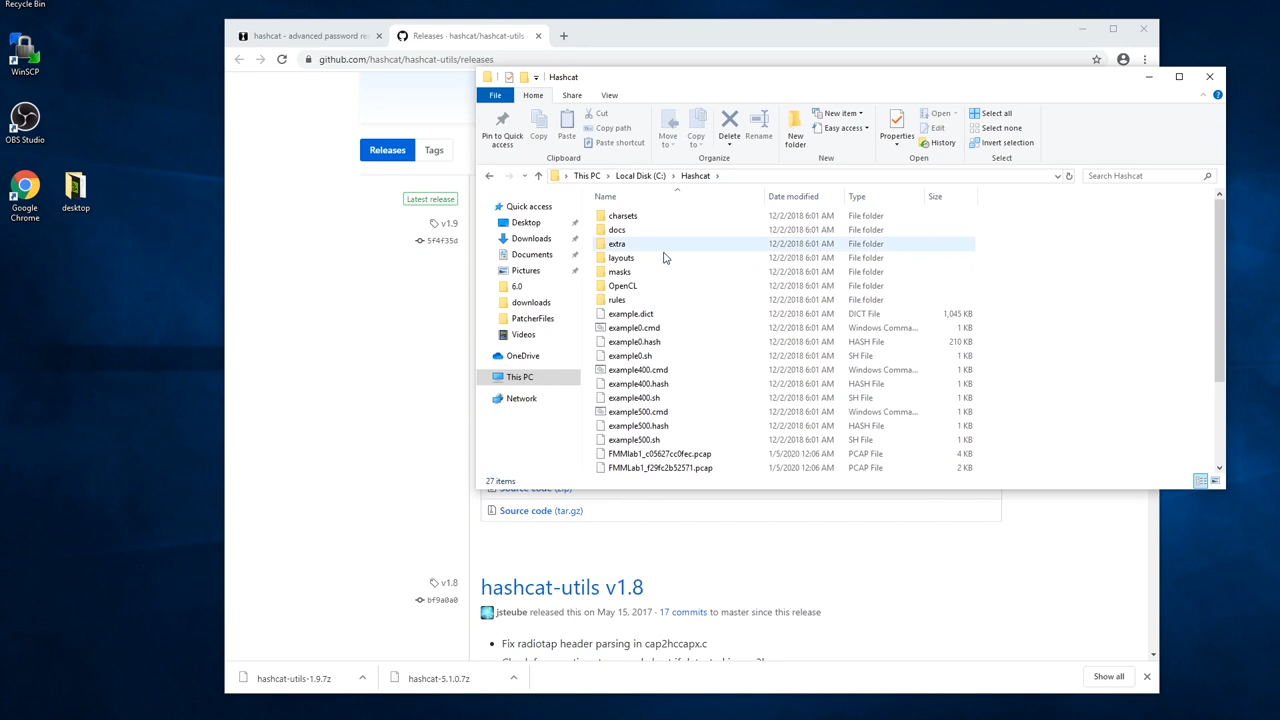 Recycle Bin
WinSCP
OBS Studio
Google
Chrome
desktop
hashcat - advanced password re
Releases · hashcat/hashcat-utils
github.com/hashcat/hashcat-utils/releases
Releases
Tags
Latest release
v1.9
5f4f35d
Hashcat
File
Home
Share
View
Pin to Quick
access
Copy
Paste
Cut
Copy path
Paste shortcut
Clipboard
Move
to
Copy
to
Delete
Rename
Organize
New
folder
New item
Easy access
New
Properties
Open
Edit
History
Open
Select all
Select none
Invert selection
Select
This PC
Local Disk (C:)
Hashcat
Search Hashcat
Quick access
Desktop
Downloads
Documents
Pictures
6.0
downloads
PatcherFiles
Videos
OneDrive
This PC
Network
Name Date modified Type Size
charsets 12/2/2018 6:01 AM File folder
docs 12/2/2018 6:01 AM File folder
extra 12/2/2018 6:01 AM File folder
layouts 12/2/2018 6:01 AM File folder
masks 12/2/2018 6:01 AM File folder
OpenCL 12/2/2018 6:01 AM File folder
rules 12/2/2018 6:01 AM File folder
example.dict 12/2/2018 6:01 AM DICT File 1,045 KB
example0.cmd 12/2/2018 6:01 AM Windows Comma... 1 KB
example0.hash 12/2/2018 6:01 AM HASH File 210 KB
example0.sh 12/2/2018 6:01 AM SH File 1 KB
example400.cmd 12/2/2018 6:01 AM Windows Comma... 1 KB
example400.hash 12/2/2018 6:01 AM HASH File 1 KB
example400.sh 12/2/2018 6:01 AM SH File 1 KB
example500.cmd 12/2/2018 6:01 AM Windows Comma... 1 KB
example500.hash 12/2/2018 6:01 AM HASH File 1 KB
example500.sh 12/2/2018 6:01 AM SH File 1 KB
FMMlab1_c05627cc0fec.pcap 1/5/2020 12:06 AM PCAP File 4 KB
FMMLab1_f29fc2b52571.pcap 1/5/2020 12:06 AM PCAP File 2 KB
27 items
Source code (zip)
Source code (tar.gz)
v1.8
bf9a0a0
hashcat-utils v1.8
jsteube released this on May 15, 2017 · 17 commits to master since this release
• Fix radiotap header parsing in cap2hccapx.c
hashcat-utils-1.9.7z
hashcat-5.1.0.7z
Show all